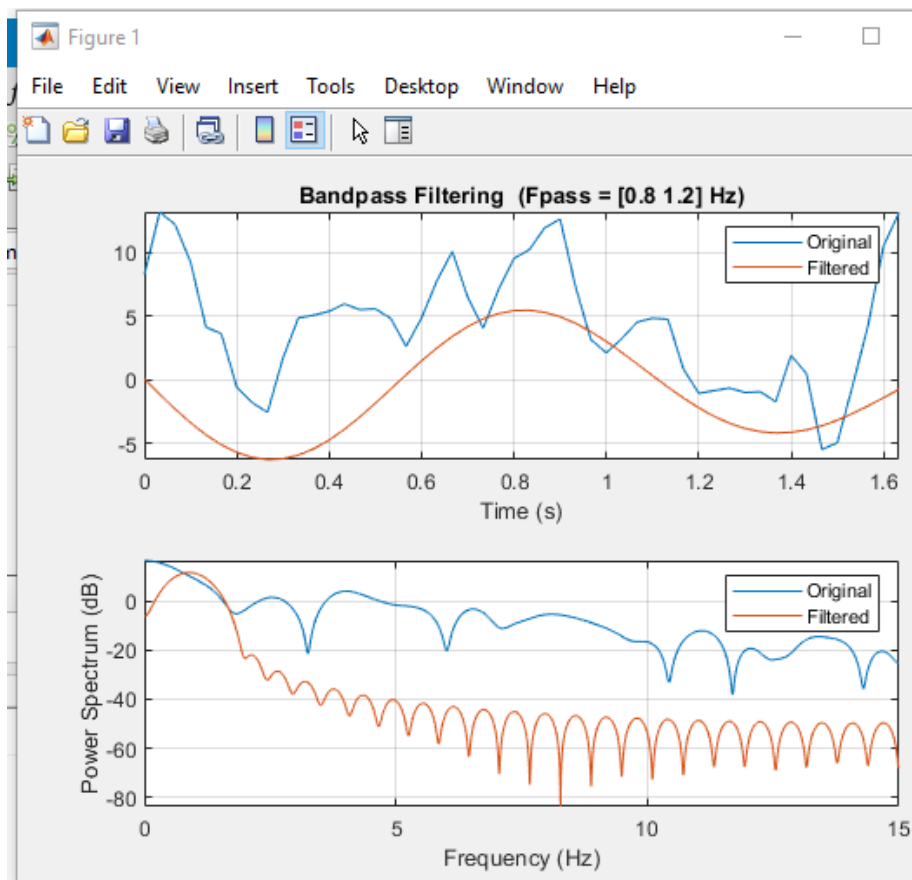 Figure 1
File Edit View Insert Tools Desktop Window Help
Bandpass Filtering (Fpass = [0.8 1.2] Hz)
Original
Filtered
10
5
0
-5
0 0.2 0.4 0.6 0.8 1 1.2 1.4 1.6
Time (s)
Original
Filtered
Power Spectrum (dB)
0
-20
-40
-60
-80
0 5 10 15
Frequency (Hz)